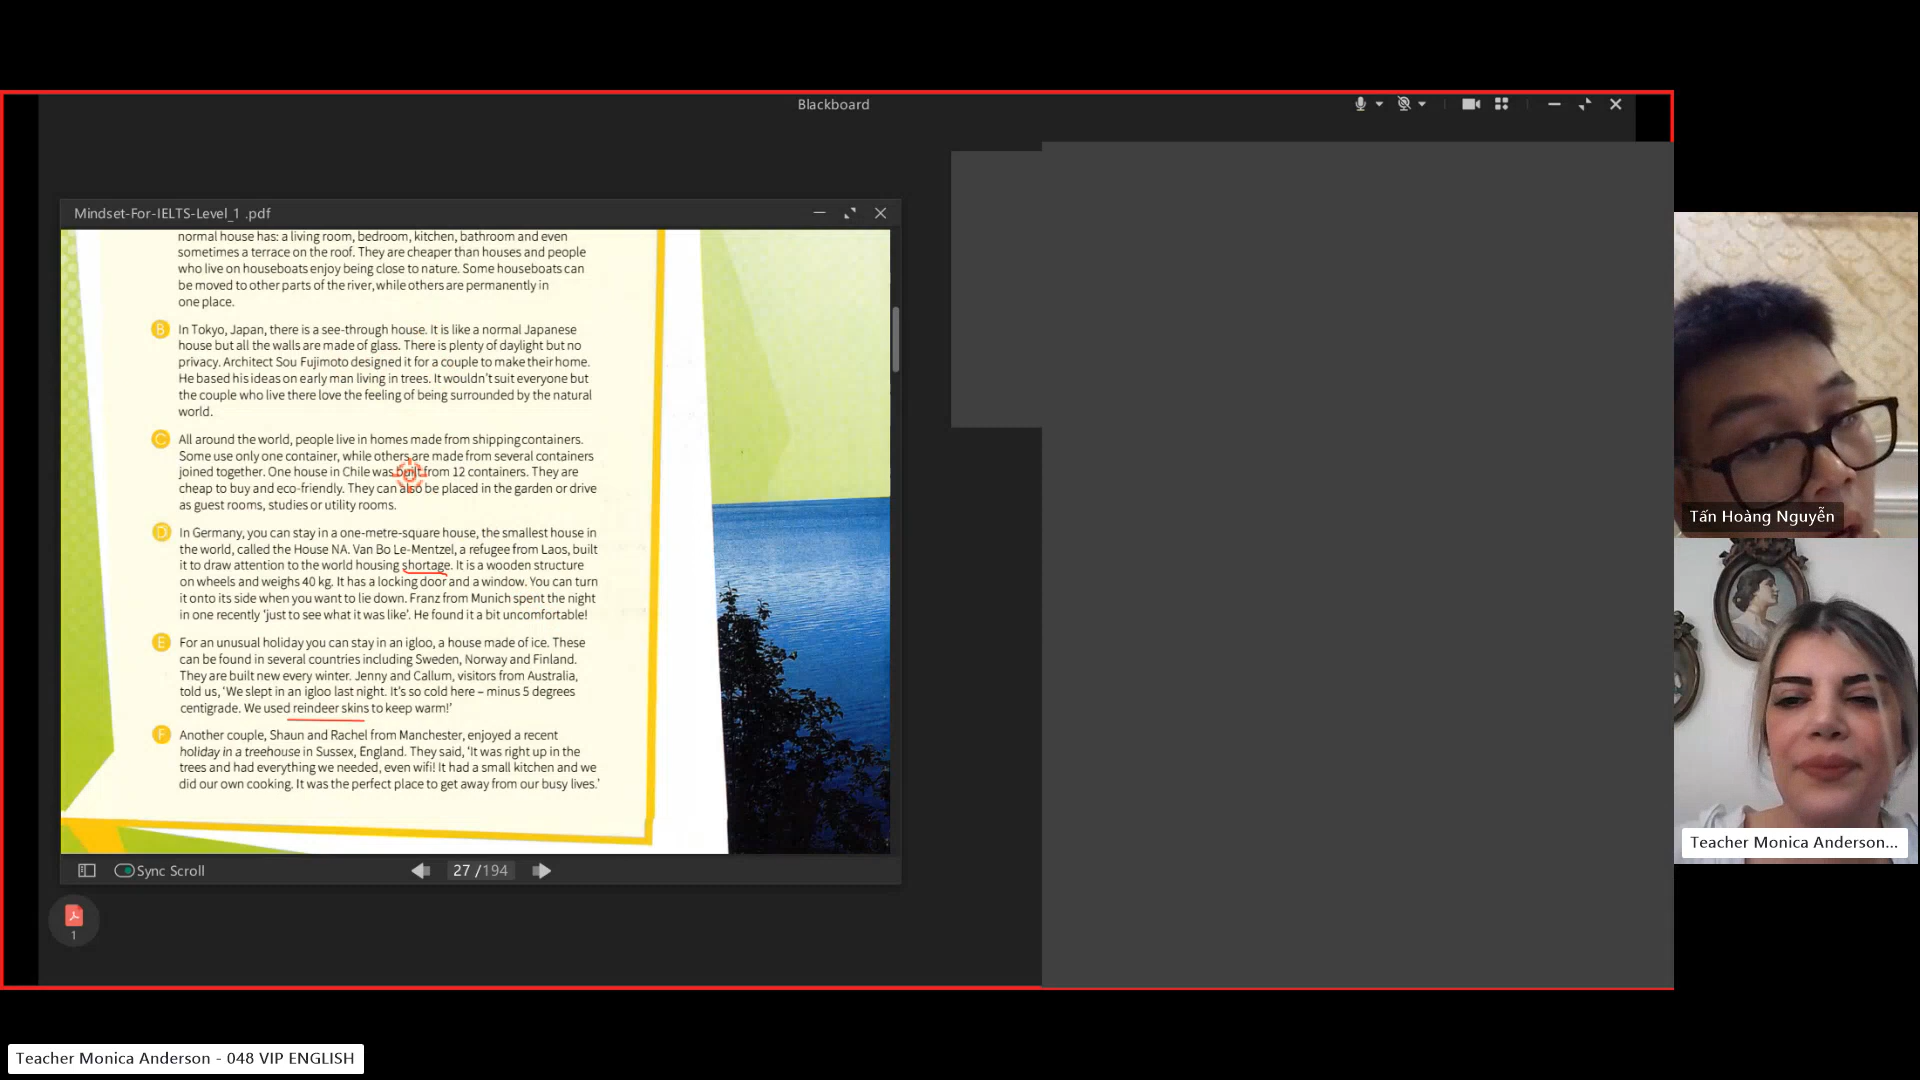 Blackboard
Mindset-For-IELTS-Level_1 .pdf
normal house has: a living room, bedroom, kitchen, bathroom and even
sometimes a terrace on the roof. They are cheaper than houses and people
who live on houseboats enjoy being close to nature. Some houseboats can
be moved to other parts of the river, while others are permanently in
one place.
B In Tokyo, Japan, there is a see-through house. It is like a normal Japanese
house but all the walls are made of glass. There is plenty of daylight but no
privacy. Architect Sou Fujimoto designed it for a couple to make their home.
He based his ideas on early man living in trees. It wouldn't suit everyone but
the couple who live there love the feeling of being surrounded by the natural
world.
C All around the world, people live in homes made from shipping containers.
Some use only one container, while others are made from several containers
joined together. One house in Chile was built from 12 containers. They are
cheap to buy and eco-friendly. They can also be placed in the garden or drive
as guest rooms, studies or utility rooms.
D In Germany, you can stay in a one-metre-square house, the smallest house in
the world, called the House NA. Van Bo Le-Mentzel, a refugee from Laos, built
it to draw attention to the world housing shortage. It is a wooden structure
on wheels and weighs 40 kg. It has a locking door and a window. You can turn
it onto its side when you want to lie down. Franz from Munich spent the night
in one recently 'just to see what it was like'. He found it a bit uncomfortable!
E For an unusual holiday you can stay in an igloo, a house made of ice. These
can be found in several countries including Sweden, Norway and Finland.
They are built new every winter. Jenny and Callum, visitors from Australia,
told us, 'We slept in an igloo last night. It's so cold here – minus 5 degrees
centigrade. We used reindeer skins to keep warm!'
F Another couple, Shaun and Rachel from Manchester, enjoyed a recent
holiday in a treehouse in Sussex, England. They said, 'It was right up in the
trees and had everything we needed, even wifi! It had a small kitchen and we
did our own cooking. It was the perfect place to get away from our busy lives.'
Sync Scroll
27 /194
1
Tấn Hoàng Nguyễn
Teacher Monica Anderson...
Teacher Monica Anderson - 048 VIP ENGLISH